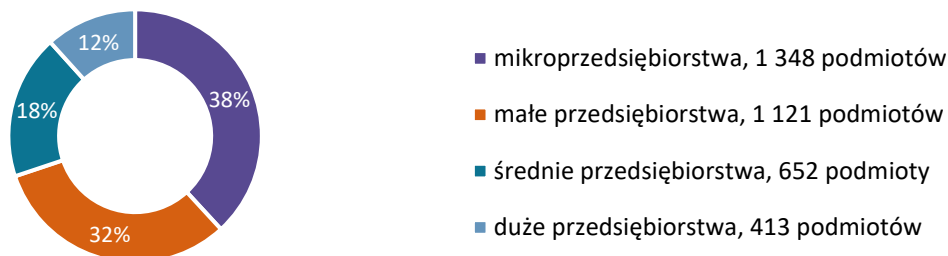 12%
38%
18%
32%
mikroprzedsiębiorstwa, 1 348 podmiotów
małe przedsiębiorstwa, 1 121 podmiotów
średnie przedsiębiorstwa, 652 podmioty
duże przedsiębiorstwa, 413 podmiotów